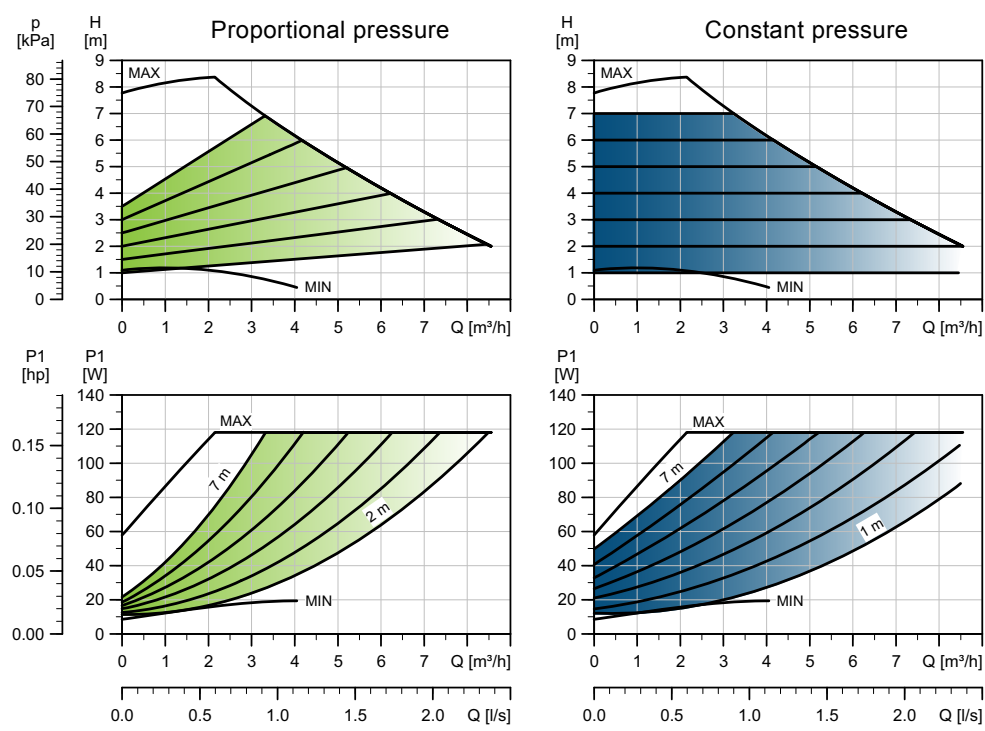 Proportional pressure
p
[kPa]
H
[m]
80
70
60
50
40
30
20
10
0
9
8
7
6
5
4
3
2
1
0
MAX
MIN
0 1 2 3 4 5 6 7 Q [m³/h]
Constant pressure
H
[m]
9
8
7
6
5
4
3
2
1
0
MAX
MIN
0 1 2 3 4 5 6 7 8 Q [m³/h]
P1
[hp]
P1
[W]
0.15
0.10
0.05
0.00
140
120
100
80
60
40
20
0
MAX
7 m
2 m
MIN
0 1 2 3 4 5 6 7 Q [m³/h]
0.0 0.5 1.0 1.5 2.0 Q [l/s]
P1
[W]
140
120
100
80
60
40
20
0
MAX
7 m
1 m
MIN
0 1 2 3 4 5 6 7 8 Q [m³/h]
0.0 0.5 1.0 1.5 2.0 Q [l/s]